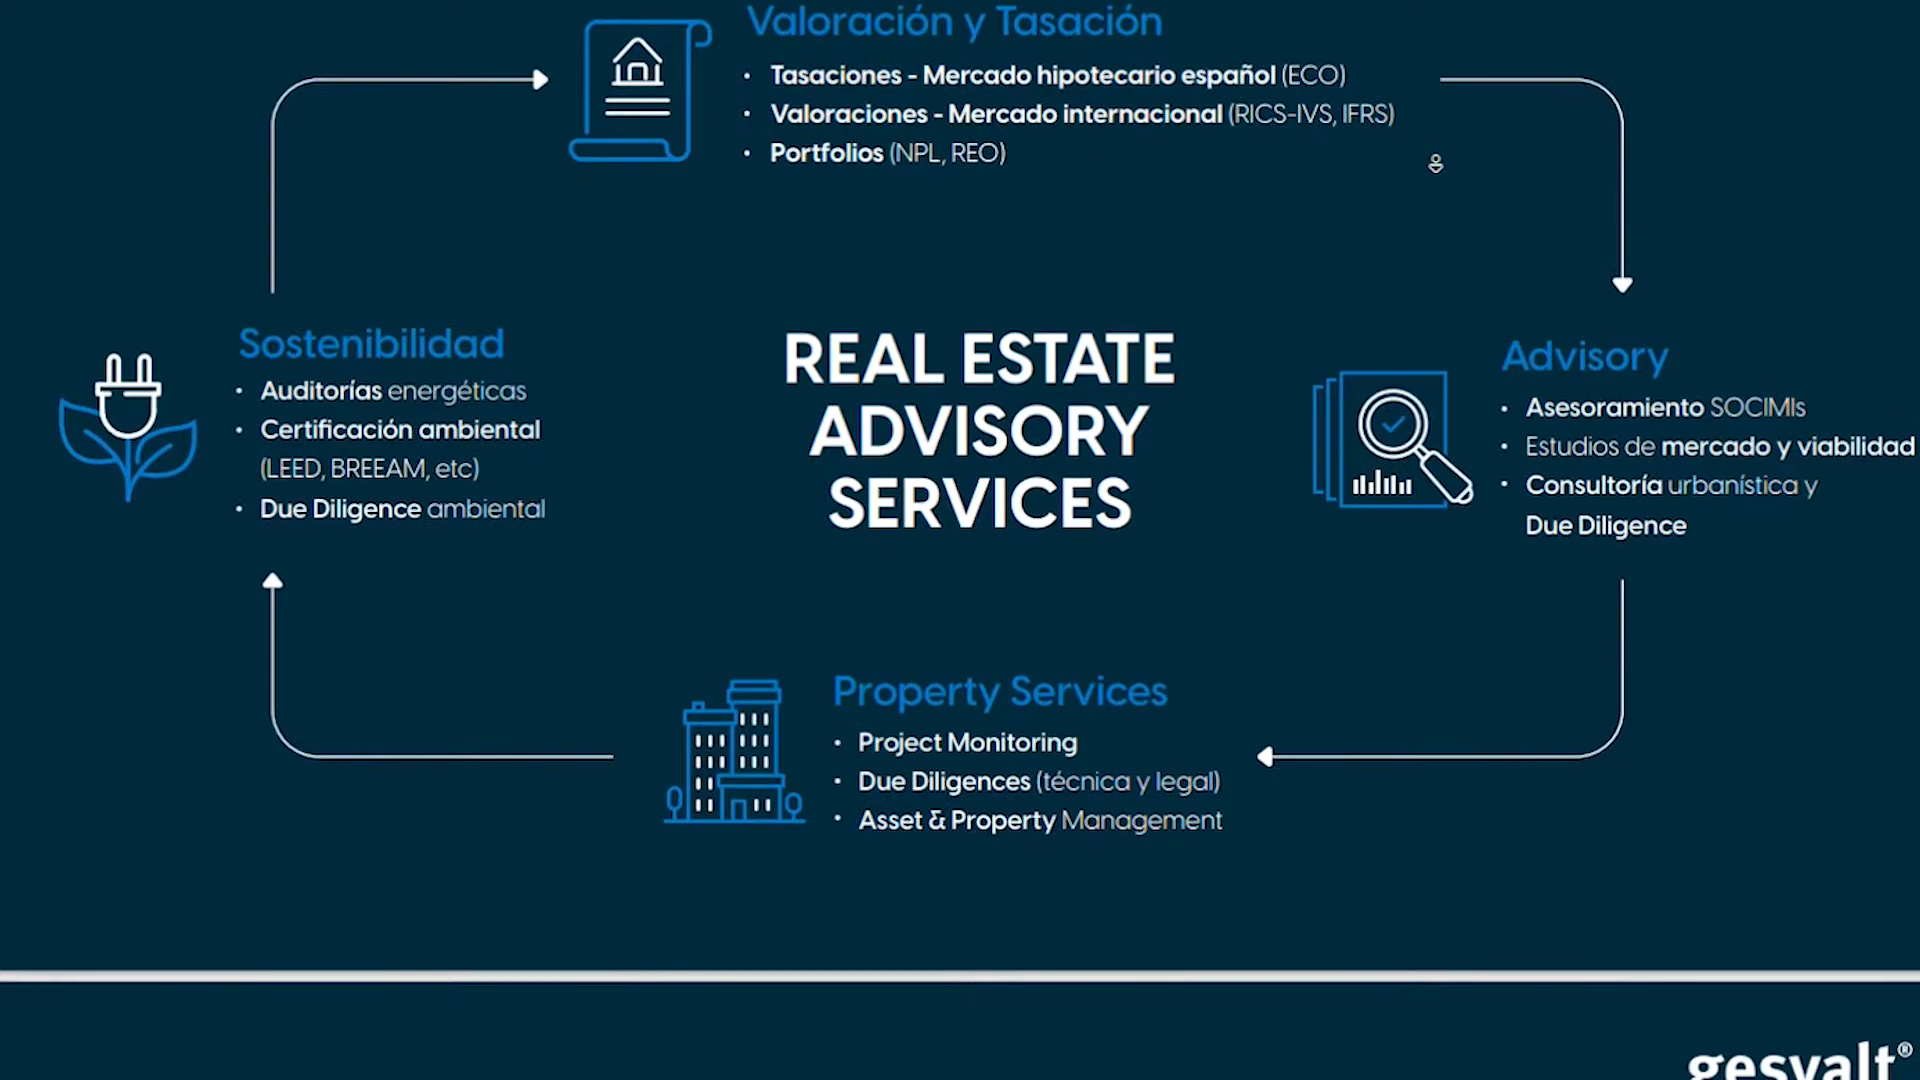 Valoración y Tasación
• Tasaciones - Mercado hipotecario español (ECO)
• Valoraciones - Mercado internacional (RICS-IVS, IFRS)
• Portfolios (NPL, REO)
Sostenibilidad
• Auditorías energéticas
• Certificación ambiental
(LEED, BREEAM, etc)
• Due Diligence ambiental
REAL ESTATE
ADVISORY
SERVICES
Advisory
• Asesoramiento SOCIMIs
• Estudios de mercado y viabilidad
• Consultoría urbanística y
Due Diligence
Property Services
• Project Monitoring
• Due Diligences (técnica y legal)
• Asset & Property Management
gesvalt®